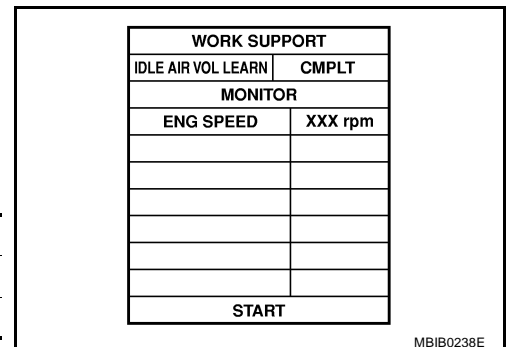 WORK SUPPORT
IDLE AIR VOL LEARN CMPLT
MONITOR
ENG SPEED XXX rpm
START
MBIB0238E